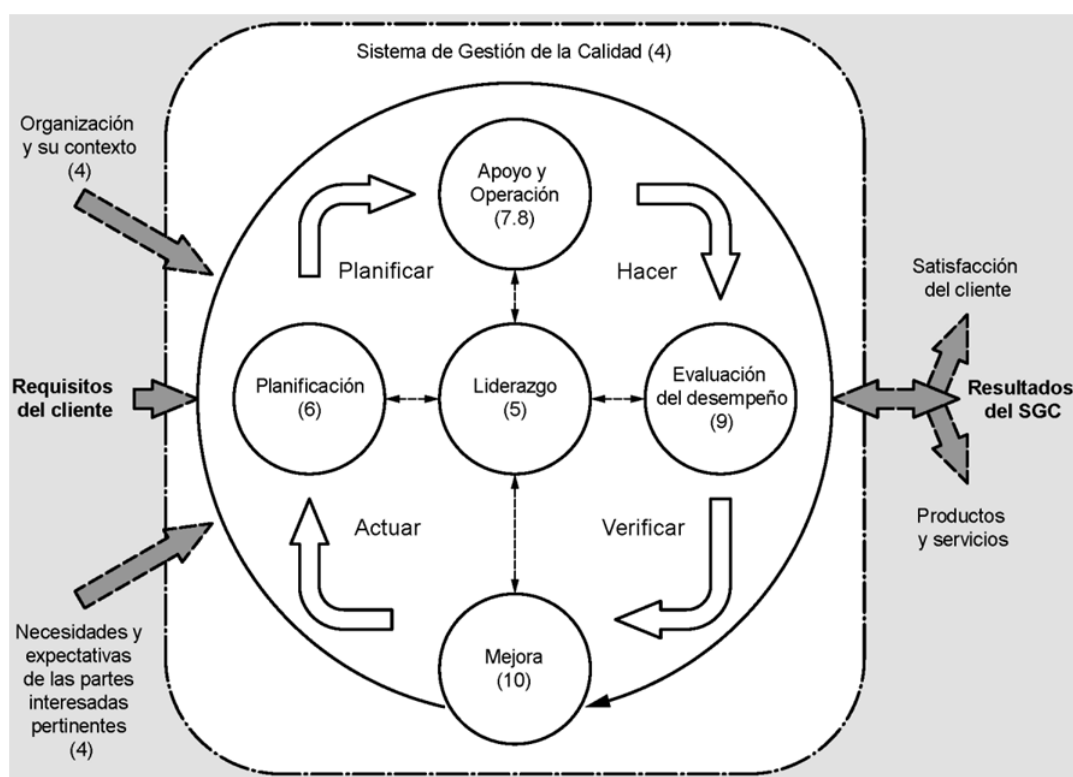 Sistema de Gestión de la Calidad (4)
Organización
y su contexto
(4)
Requisitos
del cliente
Necesidades y
expectativas
de las partes
interesadas
pertinentes
(4)
Apoyo y
Operación
(7.8)
Planificar
Hacer
Planificación
(6)
Liderazgo
(5)
Evaluación
del desempeño
(9)
Actuar
Verificar
Mejora
(10)
Satisfacción
del cliente
Resultados
del SGC
Productos
y servicios